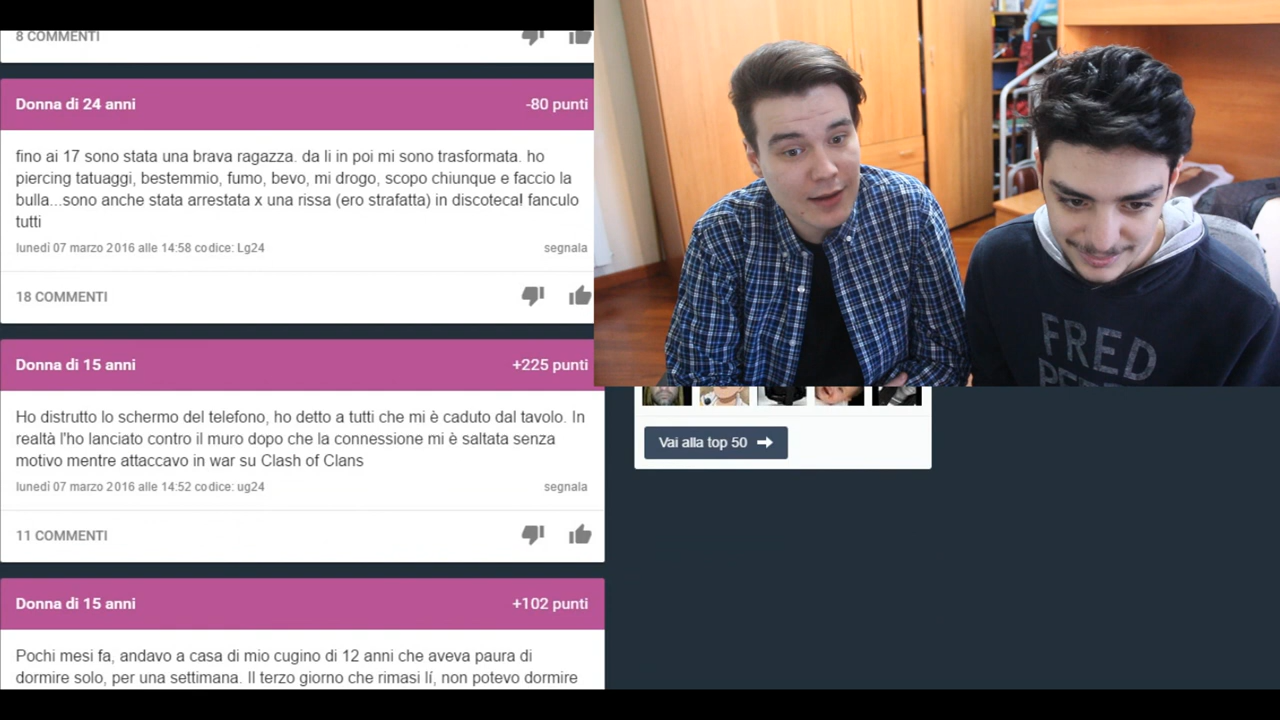 8 COMMENTI
Donna di 24 anni
-80 punti
fino ai 17 sono stata una brava ragazza. da li in poi mi sono trasformata. ho
piercing tatuaggi, bestemmio, fumo, bevo, mi drogo, scopo chiunque e faccio la
bulla...sono anche stata arrestata x una rissa (ero strafatta) in discoteca! fanculo
tutti
lunedì 07 marzo 2016 alle 14:58 codice: Lg24
segnala
18 COMMENTI
Donna di 15 anni
+225 punti
Ho distrutto lo schermo del telefono, ho detto a tutti che mi è caduto dal tavolo. In
realtà l'ho lanciato contro il muro dopo che la connessione mi è saltata senza
motivo mentre attaccavo in war su Clash of Clans
lunedì 07 marzo 2016 alle 14:52 codice: ug24
segnala
11 COMMENTI
Donna di 15 anni
+102 punti
Pochi mesi fa, andavo a casa di mio cugino di 12 anni che aveva paura di
dormire solo, per una settimana. Il terzo giorno che rimasi lí, non potevo dormire
FRED
Vai alla top 50